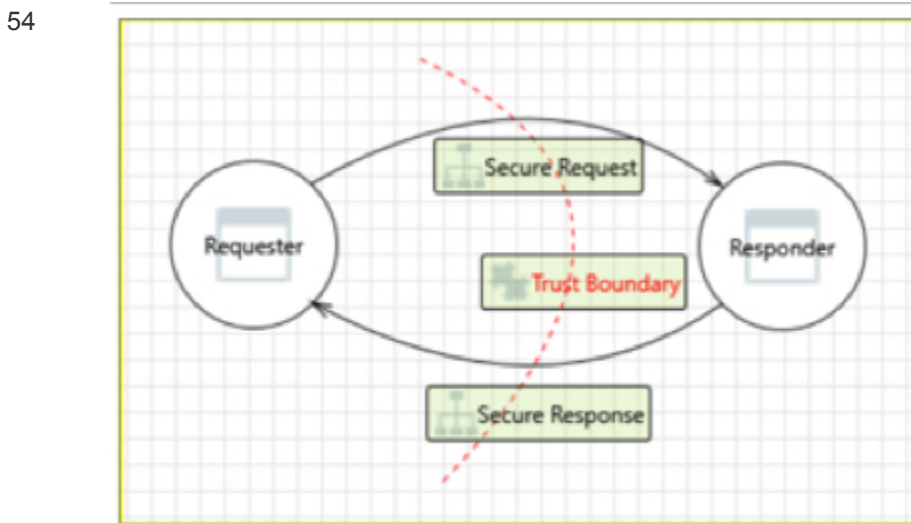 54
Secure Request
Requester
Responder
Trust Boundary
Secure Response